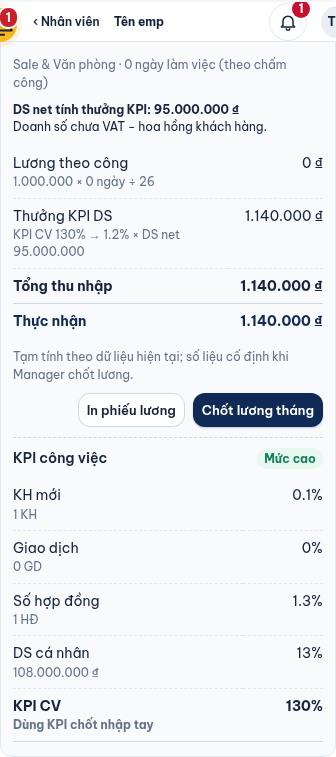 1
‹ Nhân viên Tên emp
1
T
Sale & Văn phòng · 0 ngày làm việc (theo chấm
công)
DS net tính thưởng KPI: 95.000.000 ₫
Doanh số chưa VAT − hoa hồng khách hàng.
Lương theo công 0 ₫
1.000.000 × 0 ngày ÷ 26
Thưởng KPI DS 1.140.000 ₫
KPI CV 130% → 1.2% × DS net
95.000.000
Tổng thu nhập 1.140.000 ₫
Thực nhận 1.140.000 ₫
Tạm tính theo dữ liệu hiện tại; số liệu cố định khi
Manager chốt lương.
In phiếu lương Chốt lương tháng
KPI công việc Mức cao
KH mới 0.1%
1 KH
Giao dịch 0%
0 GD
Số hợp đồng 1.3%
1 HĐ
DS cá nhân 13%
108.000.000 ₫
KPI CV 130%
Dùng KPI chốt nhập tay